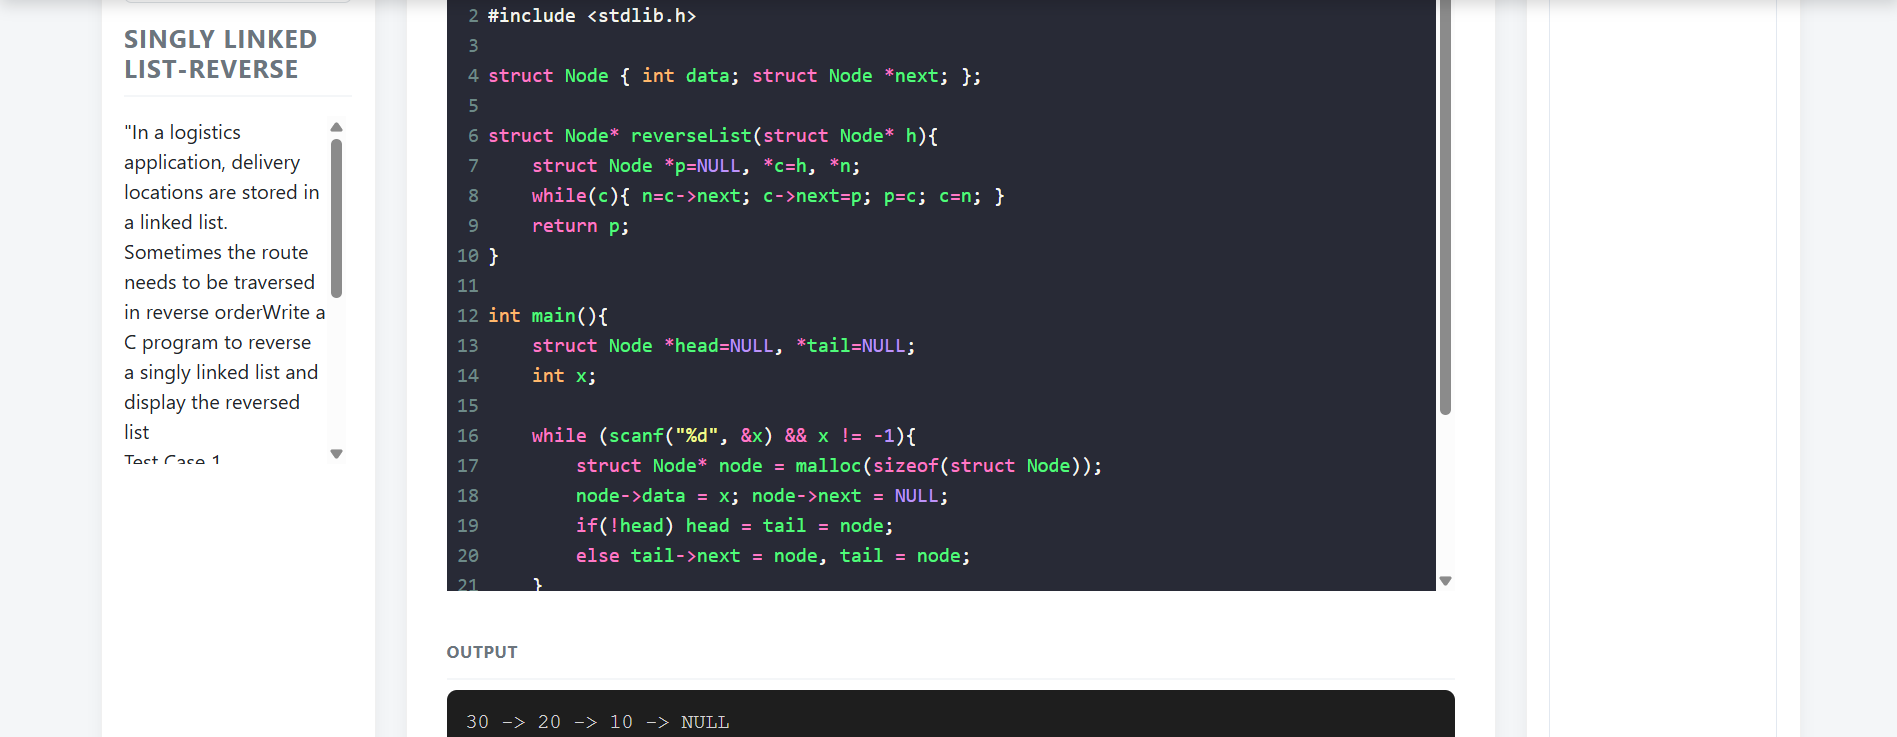 SINGLY LINKED
LIST-REVERSE
"In a logistics
application, delivery
locations are stored in
a linked list.
Sometimes the route
needs to be traversed
in reverse orderWrite a
C program to reverse
a singly linked list and
display the reversed
list
Test Case 1
2 #include <stdlib.h>
3
4 struct Node { int data; struct Node *next; };
5
6 struct Node* reverseList(struct Node* h){
7     struct Node *p=NULL, *c=h, *n;
8     while(c){ n=c->next; c->next=p; p=c; c=n; }
9     return p;
10 }
11
12 int main(){
13     struct Node *head=NULL, *tail=NULL;
14     int x;
15
16     while (scanf("%d", &x) && x != -1){
17         struct Node* node = malloc(sizeof(struct Node));
18         node->data = x; node->next = NULL;
19         if(!head) head = tail = node;
20         else tail->next = node, tail = node;
21     }
OUTPUT
30 -> 20 -> 10 -> NULL